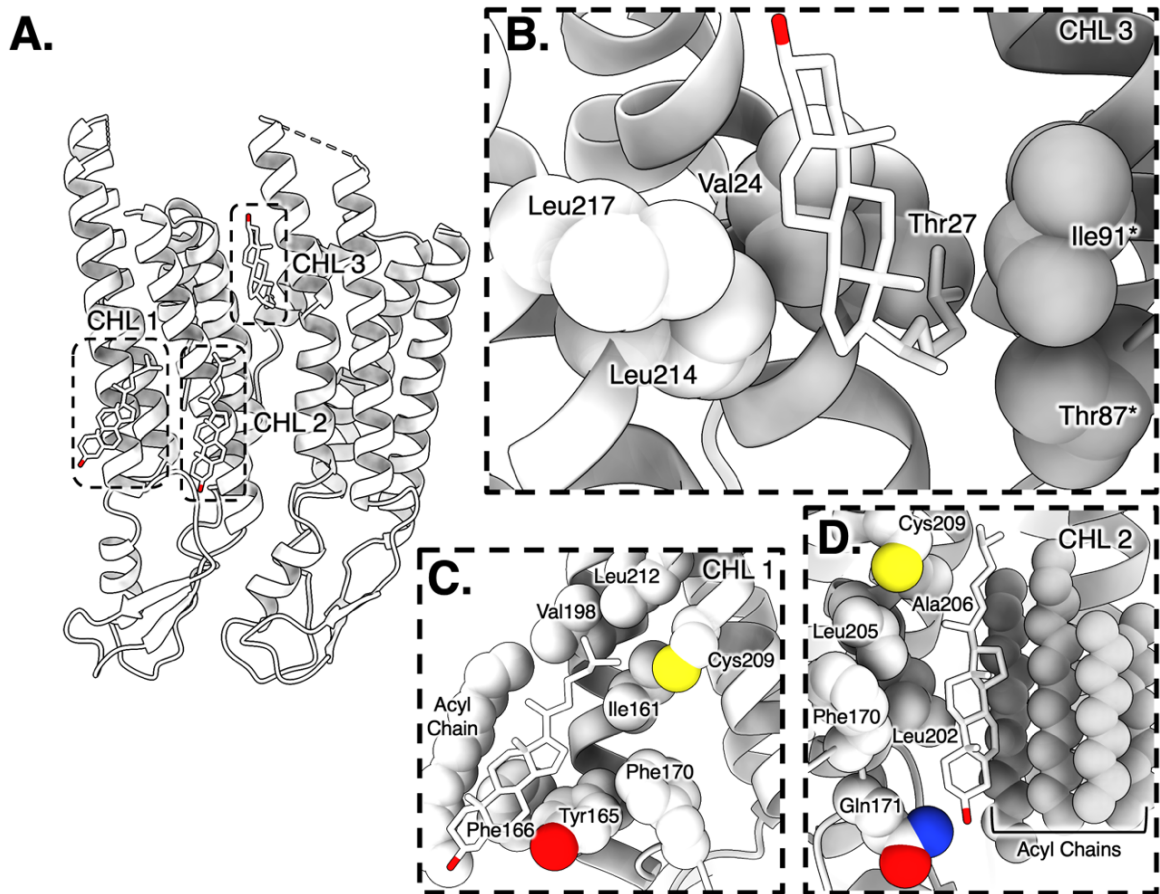 A.
CHL 3
CHL 1
CHL 2
B.
CHL 3
Val24
Leu217
Thr27
Ile91*
Leu214
Thr87*
C.
CHL 1
Leu212
Val198
Cys209
Ile161
Acyl
Chain
Phe170
Tyr165
Phe166
D.
Cys209
CHL 2
Ala206
Leu205
Phe170
Leu202
Gln171
Acyl Chains